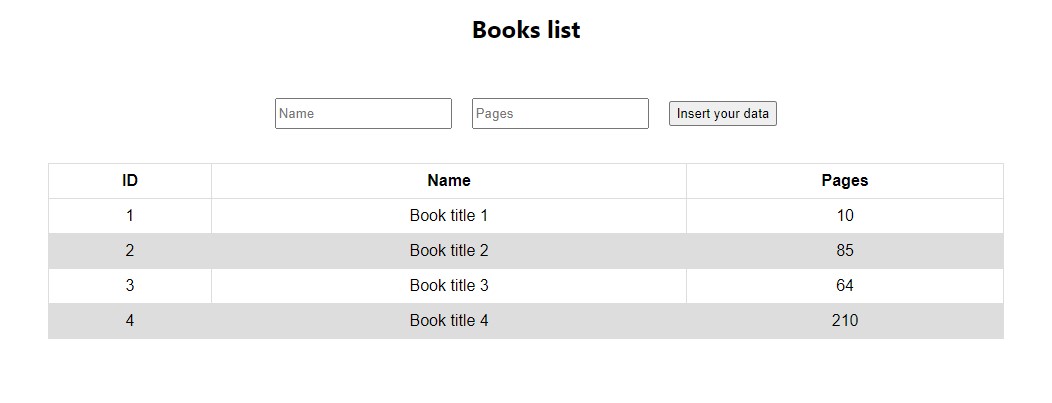 Books list
Name Pages Insert your data
ID Name Pages
1 Book title 1 10
2 Book title 2 85
3 Book title 3 64
4 Book title 4 210